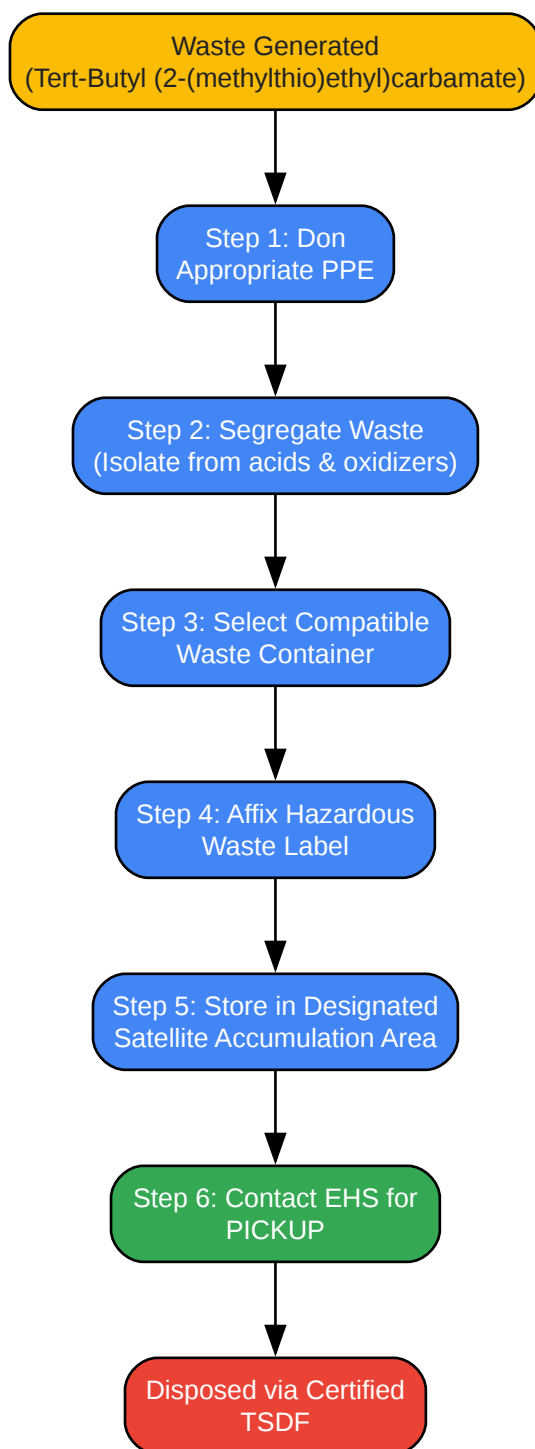 Waste Generated
(Tert-Butyl (2-(methylthio)ethyl)carbamate)
Step 1: Don
Appropriate PPE
Step 2: Segregate Waste
(Isolate from acids & oxidizers)
Step 3: Select Compatible
Waste Container
Step 4: Affix Hazardous
Waste Label
Step 5: Store in Designated
Satellite Accumulation Area
Step 6: Contact EHS for
PICKUP
Disposed via Certified
TSDF